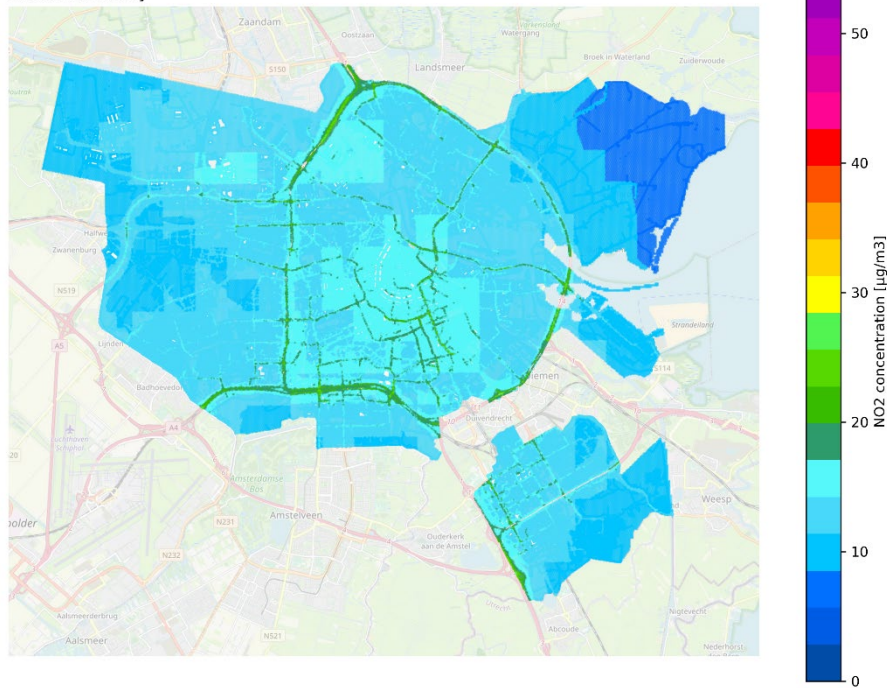 Zaandam
Oostzaan
Watergang
Zuiderwoude
Broek in Waterland
S150
Landsmeer
50
40
Zwanenburg
N519
30
Strandeiland
A5
Lijnden
S114
Badhoevedorp
Duivendrecht
20
A4
Schiphol
Amsterdamse
Bos
Weesp
Amstelveen
N231
Ouderkerk
aan de Amstel
N232
10
Utrecht
Aalsmeerderbrug
Nigtevecht
N521
Abcoude
Aalsmeer
Nederhorst
0
NO2 concentration [µg/m3]